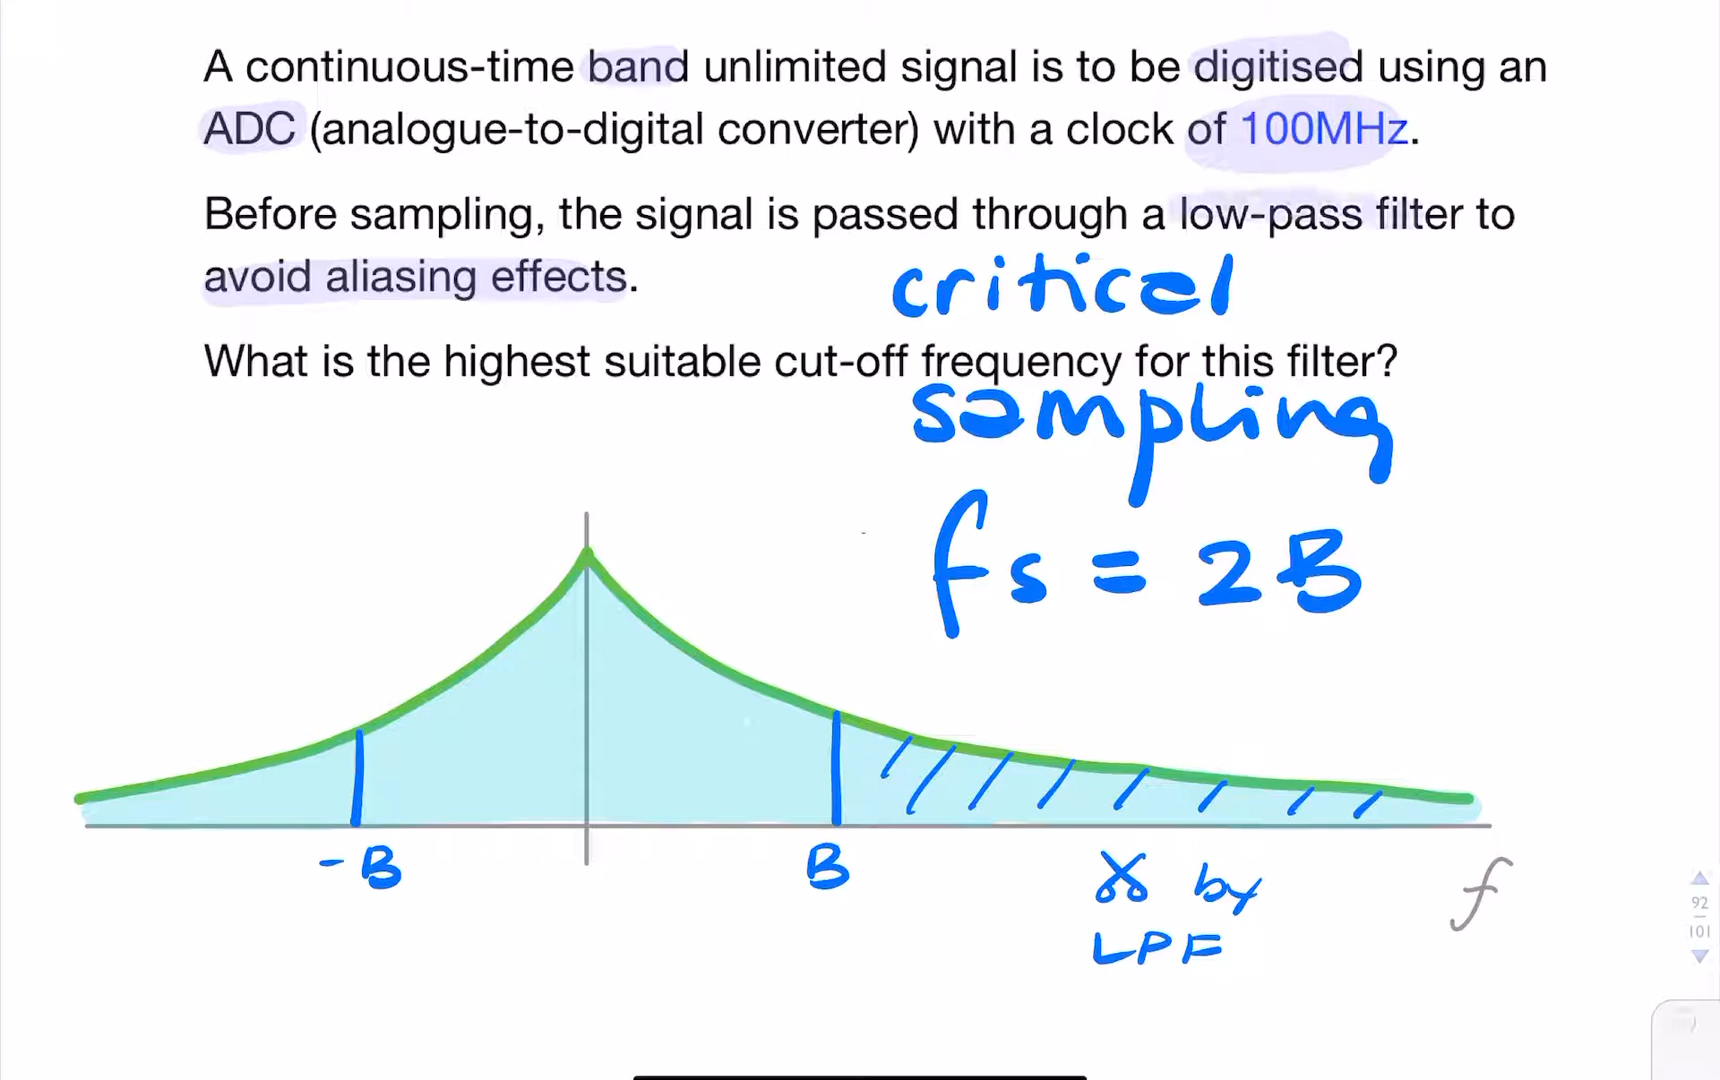 A continuous-time band unlimited signal is to be digitised using an
ADC (analogue-to-digital converter) with a clock of 100MHz.
Before sampling, the signal is passed through a low-pass filter to
avoid aliasing effects.
critical
What is the highest suitable cut-off frequency for this filter?
sampling
fs = 2B
-B
B
by
LPF
f
92
101